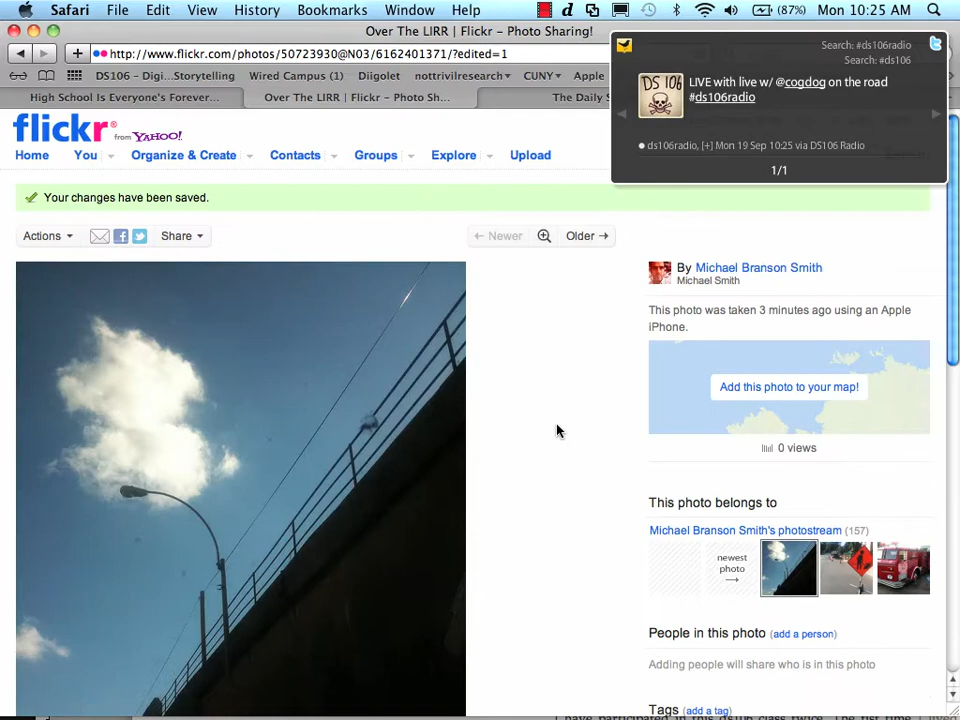 Safari File Edit View History Bookmarks Window Help (87%) Mon 10:25 AM
Over The LIRR | Flickr - Photo Sharing!
http://www.flickr.com/photos/50723930@N03/6162401371/?edited=1
DS106 - Digi...Storytelling Wired Campus (1) Diigolet nottrivilresearch CUNY Apple
High School Is Everyone's Forever... Over The LIRR | Flickr - Photo Sh... The Daily S
Search: #ds106radio
Search: #ds106
DS 106
LIVE with live w/ @cogdog on the road
#ds106radio
ds106radio, [+] Mon 19 Sep 10:25 via DS106 Radio
1/1
flickr from YAHOO!
Home You Organize & Create Contacts Groups Explore Upload
Your changes have been saved.
Actions Share ← Newer Older →
By Michael Branson Smith
Michael Smith
This photo was taken 3 minutes ago using an Apple
iPhone.
Add this photo to your map!
0 views
This photo belongs to
Michael Branson Smith's photostream (157)
newest
photo
→
People in this photo (add a person)
Adding people will share who is in this photo
Tags (add a tag)